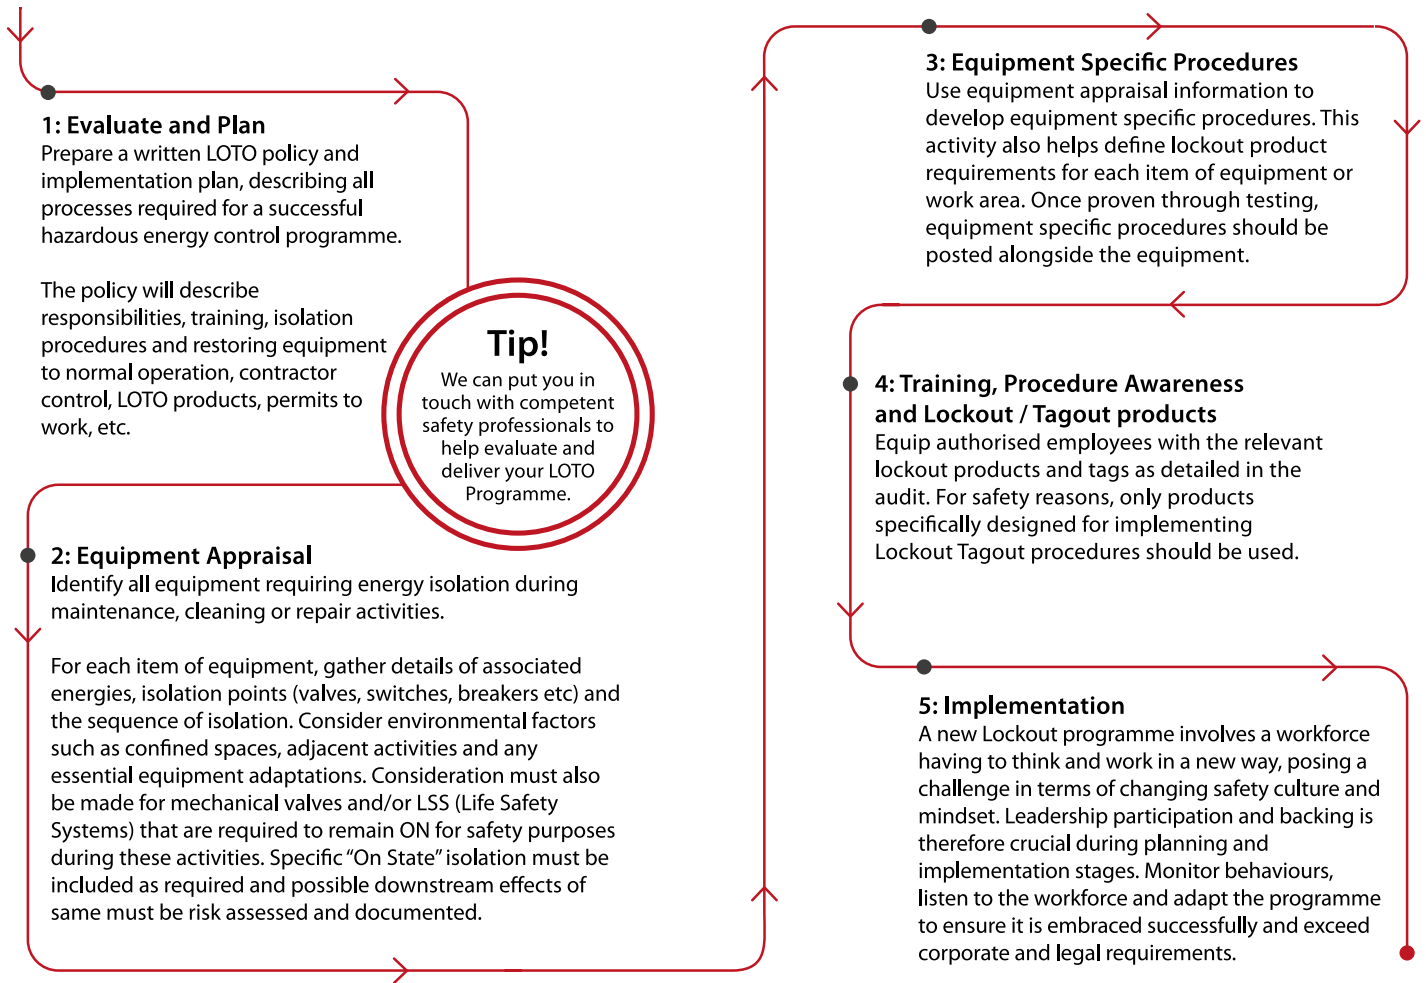 1: Evaluate and Plan
Prepare a written LOTO policy and
implementation plan, describing all
processes required for a successful
hazardous energy control programme.
The policy will describe
responsibilities, training, isolation
procedures and restoring equipment
to normal operation, contractor
control, LOTO products, permits to
work, etc.
Tip!
We can put you in
touch with competent
safety professionals to
help evaluate and
deliver your LOTO
Programme.
2: Equipment Appraisal
Identify all equipment requiring energy isolation during
maintenance, cleaning or repair activities.
For each item of equipment, gather details of associated
energies, isolation points (valves, switches, breakers etc) and
the sequence of isolation. Consider environmental factors
such as confined spaces, adjacent activities and any
essential equipment adaptations. Consideration must also
be made for mechanical valves and/or LSS (Life Safety
Systems) that are required to remain ON for safety purposes
during these activities. Specific “On State” isolation must be
included as required and possible downstream effects of
same must be risk assessed and documented.
3: Equipment Specific Procedures
Use equipment appraisal information to
develop equipment specific procedures. This
activity also helps define lockout product
requirements for each item of equipment or
work area. Once proven through testing,
equipment specific procedures should be
posted alongside the equipment.
4: Training, Procedure Awareness
and Lockout / Tagout products
Equip authorised employees with the relevant
lockout products and tags as detailed in the
audit. For safety reasons, only products
specifically designed for implementing
Lockout Tagout procedures should be used.
5: Implementation
A new Lockout programme involves a workforce
having to think and work in a new way, posing a
challenge in terms of changing safety culture and
mindset. Leadership participation and backing is
therefore crucial during planning and
implementation stages. Monitor behaviours,
listen to the workforce and adapt the programme
to ensure it is embraced successfully and exceed
corporate and legal requirements.